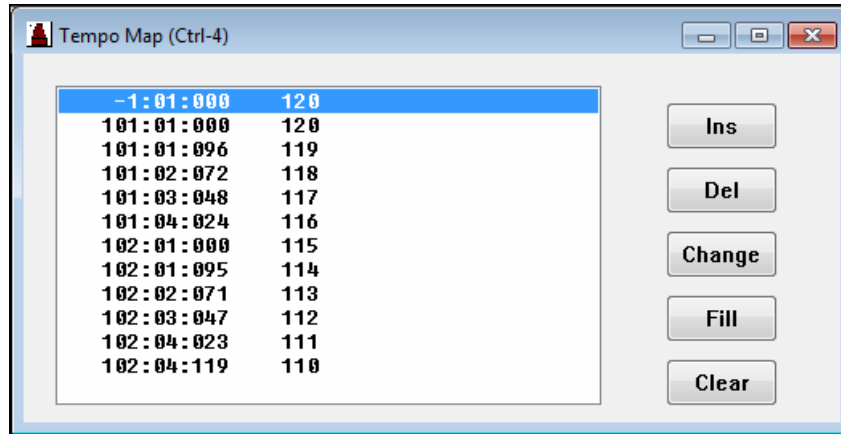 Tempo Map (Ctrl-4)
-1:01:000 120
101:01:000 120
101:01:096 119
101:02:072 118
101:03:048 117
101:04:024 116
102:01:000 115
102:01:095 114
102:02:071 113
102:03:047 112
102:04:023 111
102:04:119 110
Ins
Del
Change
Fill
Clear